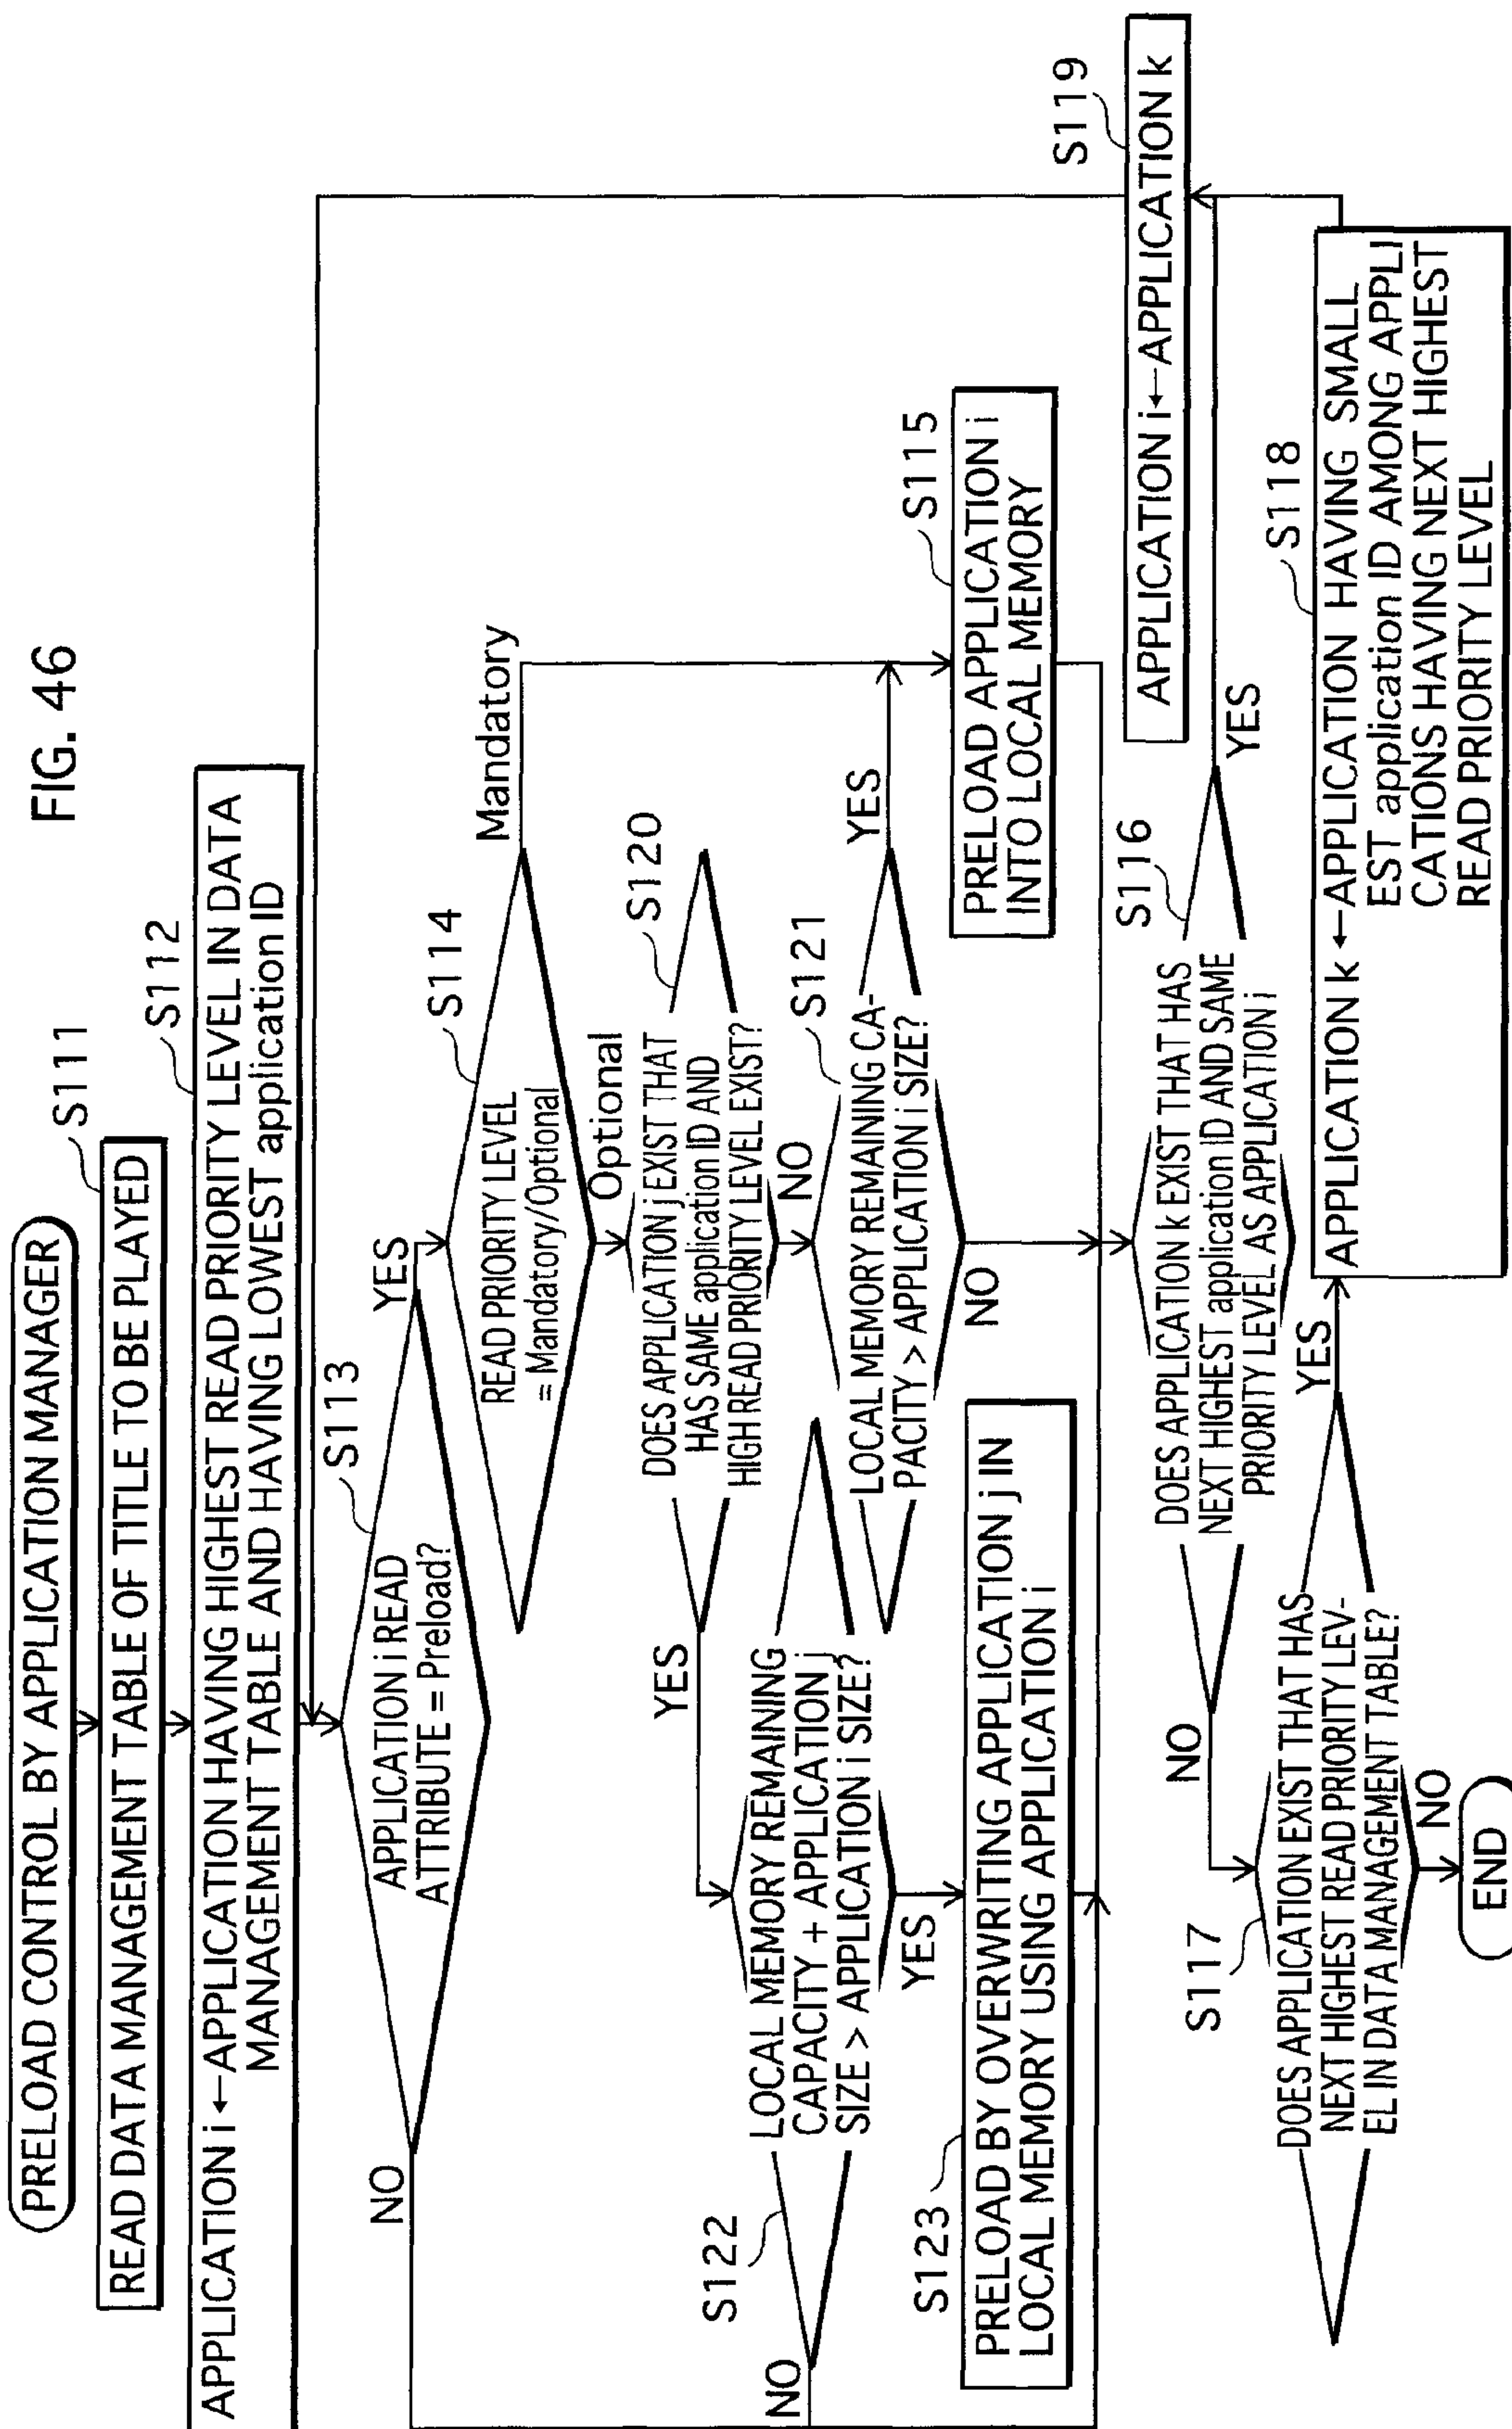 FIG. 46
PRELOAD CONTROL BY APPLICATION MANAGER
S111
READ DATA MANAGEMENT TABLE OF TITLE TO BE PLAYED
S112
APPLICATION i ←APPLICATION HAVING HIGHEST READ PRIORITY LEVEL IN DATA
MANAGEMENT TABLE AND HAVING LOWEST application ID
S113
APPLICATION i READ
ATTRIBUTE = Preload?
YES
NO
S114
READ PRIORITY LEVEL
= Mandatory/Optional
Mandatory
Optional
S120
DOES APPLICATION j EXIST THAT
HAS SAME application ID AND
HIGH READ PRIORITY LEVEL EXIST?
YES
NO
S121
LOCAL MEMORY REMAINING CA-
PACITY > APPLICATION i SIZE?
YES
NO
S122
LOCAL MEMORY REMAINING
CAPACITY + APPLICATION j
SIZE > APPLICATION i SIZE?
NO
YES
S115
PRELOAD APPLICATION i
INTO LOCAL MEMORY
S123
PRELOAD BY OVERWRITING APPLICATION j IN
LOCAL MEMORY USING APPLICATION i
S116
DOES APPLICATION k EXIST THAT HAS
NEXT HIGHEST application ID AND SAME
PRIORITY LEVEL AS APPLICATION i
YES
NO
S119
APPLICATION i←APPLICATION k
S117
DOES APPLICATION EXIST THAT HAS
NEXT HIGHEST READ PRIORITY LEV-
EL IN DATA MANAGEMENT TABLE?
YES
NO
S118
APPLICATION k ←APPLICATION HAVING SMALL
EST application ID AMONG APPLI
CATIONS HAVING NEXT HIGHEST
READ PRIORITY LEVEL
END